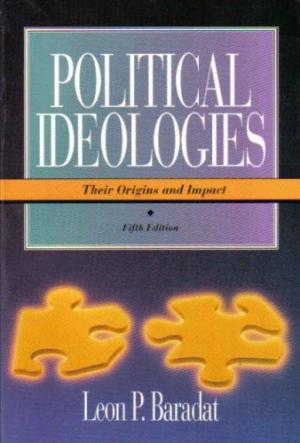 POLITICAL
IDEOLOGIES
Their Origins and Impact
Fifth Edition
Leon P. Baradat